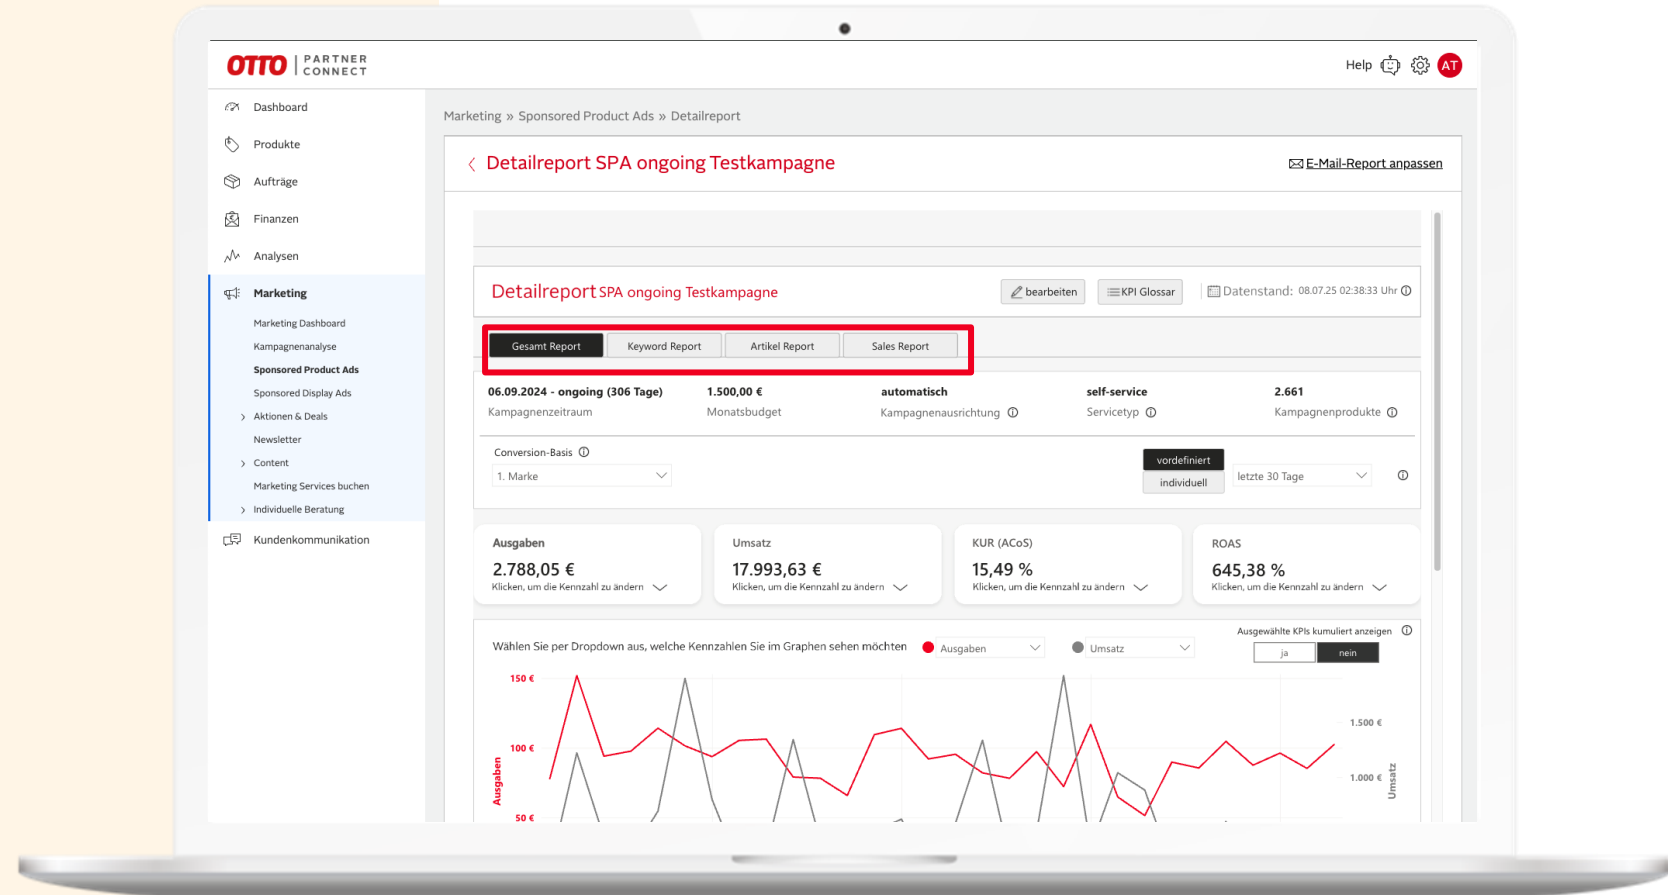 OTTO | PARTNER CONNECT
Help
AT
Dashboard
Produkte
Aufträge
Finanzen
Analysen
Marketing
Marketing Dashboard
Kampagnenanalyse
Sponsored Product Ads
Sponsored Display Ads
Aktionen & Deals
Newsletter
Content
Marketing Services buchen
Individuelle Beratung
Kundenkommunikation
Marketing » Sponsored Product Ads » Detailreport
Detailreport SPA ongoing Testkampagne
E-Mail-Report anpassen
Detailreport SPA ongoing Testkampagne
bearbeiten
KPI Glossar
Datenstand: 08.07.25 02:38:33 Uhr
Gesamt Report
Keyword Report
Artikel Report
Sales Report
06.09.2024 - ongoing (306 Tage)
Kampagnenzeitraum
1.500,00 €
Monatsbudget
automatisch
Kampagnenausrichtung
self-service
Servicetyp
2.661
Kampagnenprodukte
Conversion-Basis
1. Marke
vordefiniert
individuell
letzte 30 Tage
Ausgaben
2.788,05 €
Klicken, um die Kennzahl zu ändern
Umsatz
17.993,63 €
Klicken, um die Kennzahl zu ändern
KUR (ACoS)
15,49 %
Klicken, um die Kennzahl zu ändern
ROAS
645,38 %
Klicken, um die Kennzahl zu ändern
Wählen Sie per Dropdown aus, welche Kennzahlen Sie im Graphen sehen möchten
Ausgaben
Umsatz
Ausgewählte KPIs kumuliert anzeigen
ja
nein
150 €
100 €
50 €
Ausgaben
1.500 €
1.000 €
Umsatz